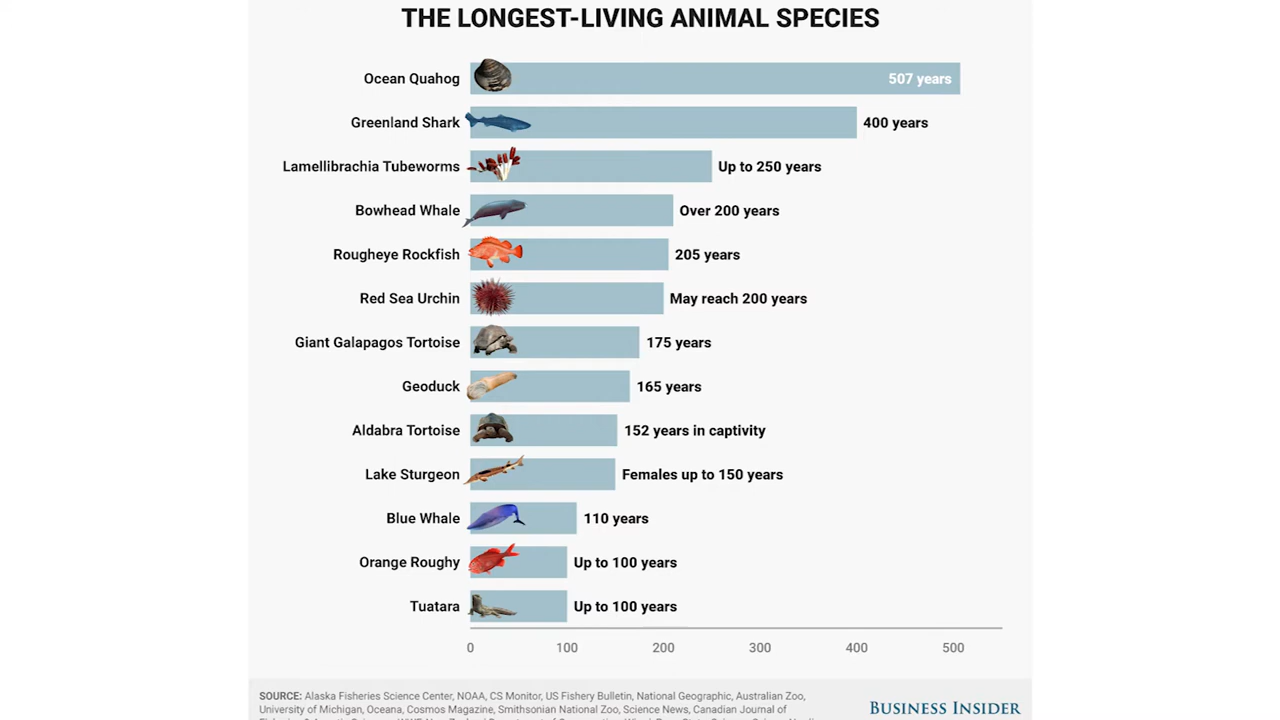 THE LONGEST-LIVING ANIMAL SPECIES
Ocean Quahog 507 years
Greenland Shark 400 years
Lamellibrachia Tubeworms Up to 250 years
Bowhead Whale Over 200 years
Rougheye Rockfish 205 years
Red Sea Urchin May reach 200 years
Giant Galapagos Tortoise 175 years
Geoduck 165 years
Aldabra Tortoise 152 years in captivity
Lake Sturgeon Females up to 150 years
Blue Whale 110 years
Orange Roughy Up to 100 years
Tuatara Up to 100 years
0 100 200 300 400 500
SOURCE: Alaska Fisheries Science Center, NOAA, CS Monitor, US Fishery Bulletin, National Geographic, Australian Zoo,
University of Michigan, Oceana, Cosmos Magazine, Smithsonian National Zoo, Science News, Canadian Journal of
BUSINESS INSIDER